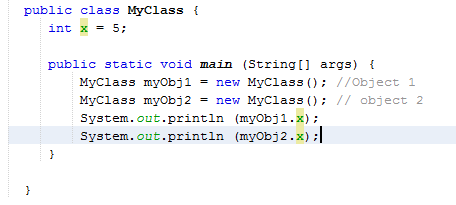 public class MyClass {
int x = 5;
public static void main (String[] args) {
MyClass myObj1 = new MyClass(); //Object 1
MyClass myObj2 = new MyClass(); // object 2
System.out.println (myObj1.x);
System.out.println (myObj2.x);
}
}